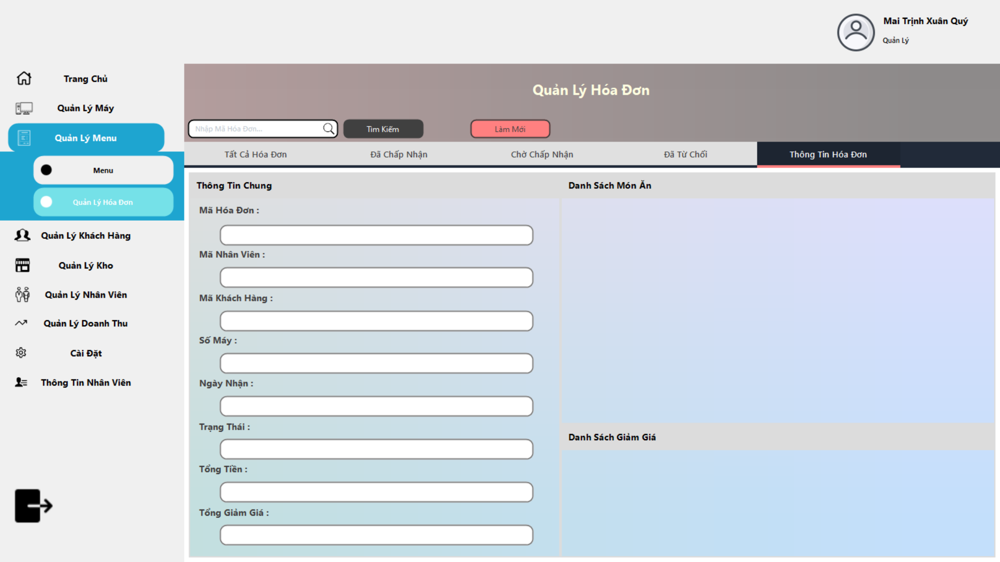 Mai Trịnh Xuân Quý
Quản Lý
Trang Chủ
Quản Lý Máy
Quản Lý Menu
Menu
Quản Lý Hóa Đơn
Quản Lý Khách Hàng
Quản Lý Kho
Quản Lý Nhân Viên
Quản Lý Doanh Thu
Cài Đặt
Thông Tin Nhân Viên
Quản Lý Hóa Đơn
Nhập Mã Hóa Đơn...
Tìm Kiếm
Làm Mới
Tất Cả Hóa Đơn
Đã Chấp Nhận
Chờ Chấp Nhận
Đã Từ Chối
Thông Tin Hóa Đơn
Thông Tin Chung
Mã Hóa Đơn :
Mã Nhân Viên :
Mã Khách Hàng :
Số Máy :
Ngày Nhận :
Trạng Thái :
Tổng Tiền :
Tổng Giảm Giá :
Danh Sách Món Ăn
Danh Sách Giảm Giá